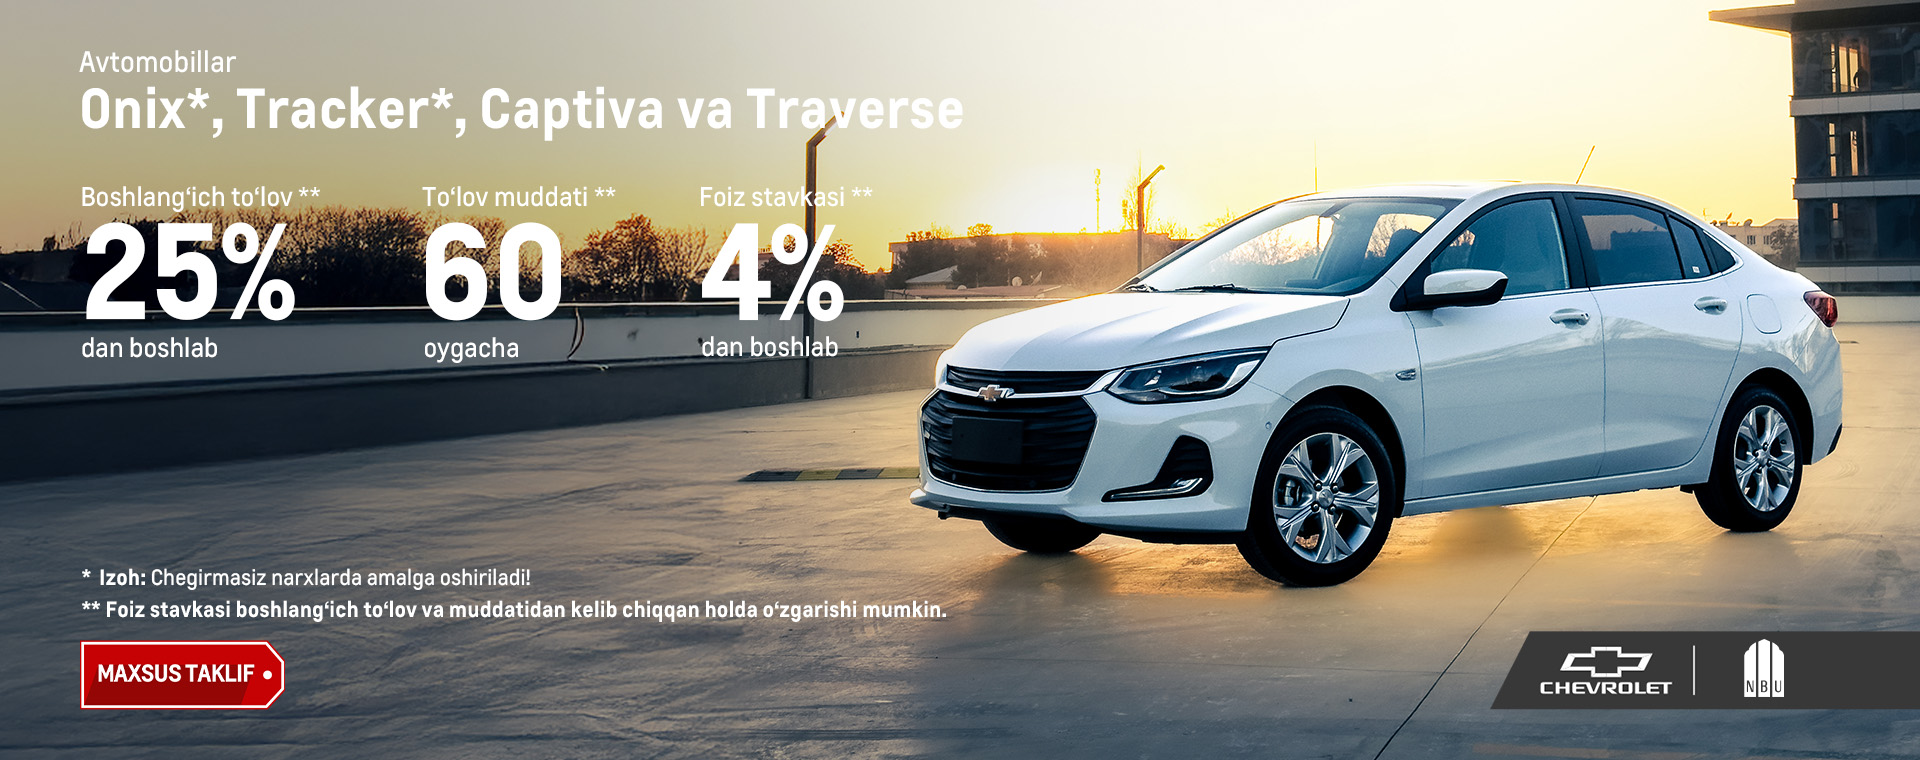 Avtomobillar
Onix*, Tracker*, Captiva va Traverse
Boshlang‘ich to‘lov **
25%
dan boshlab
To‘lov muddati **
60
oygacha
Foiz stavkasi **
4%
dan boshlab
* Izoh: Chegirmasiz narxlarda amalga oshiriladi!
** Foiz stavkasi boshlang‘ich to‘lov va muddatidan kelib chiqqan holda o‘zgarishi mumkin.
MAXSUS TAKLIF
CHEVROLET
NBU